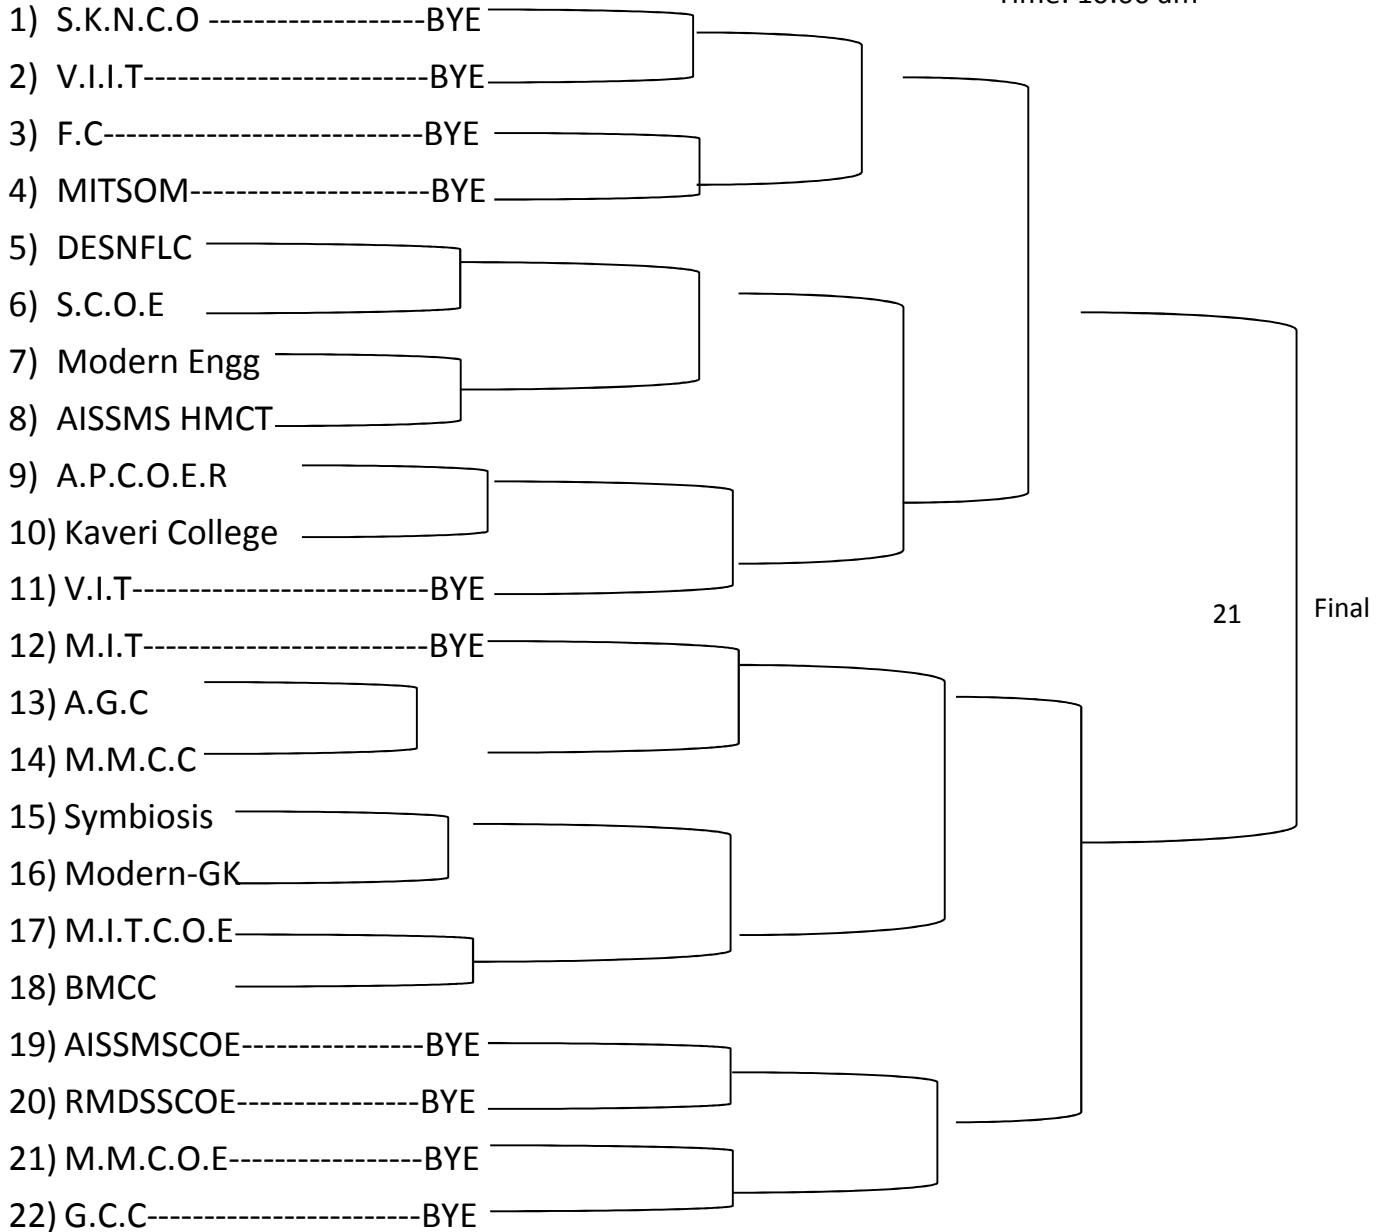 1) S.K.N.C.O -------------------BYE
2) V.I.I.T-------------------------BYE
3) F.C----------------------------BYE
4) MITSOM---------------------BYE
5) DESNFLC
6) S.C.O.E
7) Modern Engg
8) AISSMS HMCT
9) A.P.C.O.E.R
10) Kaveri College
11) V.I.T--------------------------BYE
12) M.I.T-------------------------BYE
13) A.G.C
14) M.M.C.C
15) Symbiosis
16) Modern-GK
17) M.I.T.C.O.E
18) BMCC
19) AISSMSCOE----------------BYE
20) RMDSSCOE----------------BYE
21) M.M.C.O.E-----------------BYE
22) G.C.C------------------------BYE
21
Final